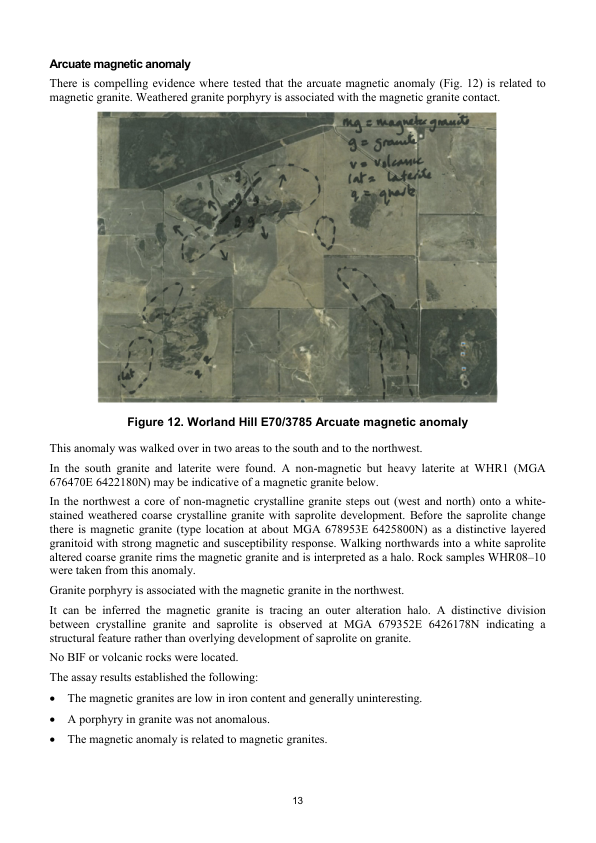 Arcuate magnetic anomaly
There is compelling evidence where tested that the arcuate magnetic anomaly (Fig. 12) is related to
magnetic granite. Weathered granite porphyry is associated with the magnetic granite contact.
mg = magnetic granite
g = granite
v = volcanic
lat = laterite
q = quartz
g
g
g g
lat
Figure 12. Worland Hill E70/3785 Arcuate magnetic anomaly
This anomaly was walked over in two areas to the south and to the northwest.
In the south granite and laterite were found. A non-magnetic but heavy laterite at WHR1 (MGA
676470E 6422180N) may be indicative of a magnetic granite below.
In the northwest a core of non-magnetic crystalline granite steps out (west and north) onto a white-
stained weathered coarse crystalline granite with saprolite development. Before the saprolite change
there is magnetic granite (type location at about MGA 678953E 6425800N) as a distinctive layered
granitoid with strong magnetic and susceptibility response. Walking northwards into a white saprolite
altered coarse granite rims the magnetic granite and is interpreted as a halo. Rock samples WHR08–10
were taken from this anomaly.
Granite porphyry is associated with the magnetic granite in the northwest.
It can be inferred the magnetic granite is tracing an outer alteration halo. A distinctive division
between crystalline granite and saprolite is observed at MGA 679352E 6426178N indicating a
structural feature rather than overlying development of saprolite on granite.
No BIF or volcanic rocks were located.
The assay results established the following:
• The magnetic granites are low in iron content and generally uninteresting.
• A porphyry in granite was not anomalous.
• The magnetic anomaly is related to magnetic granites.
13